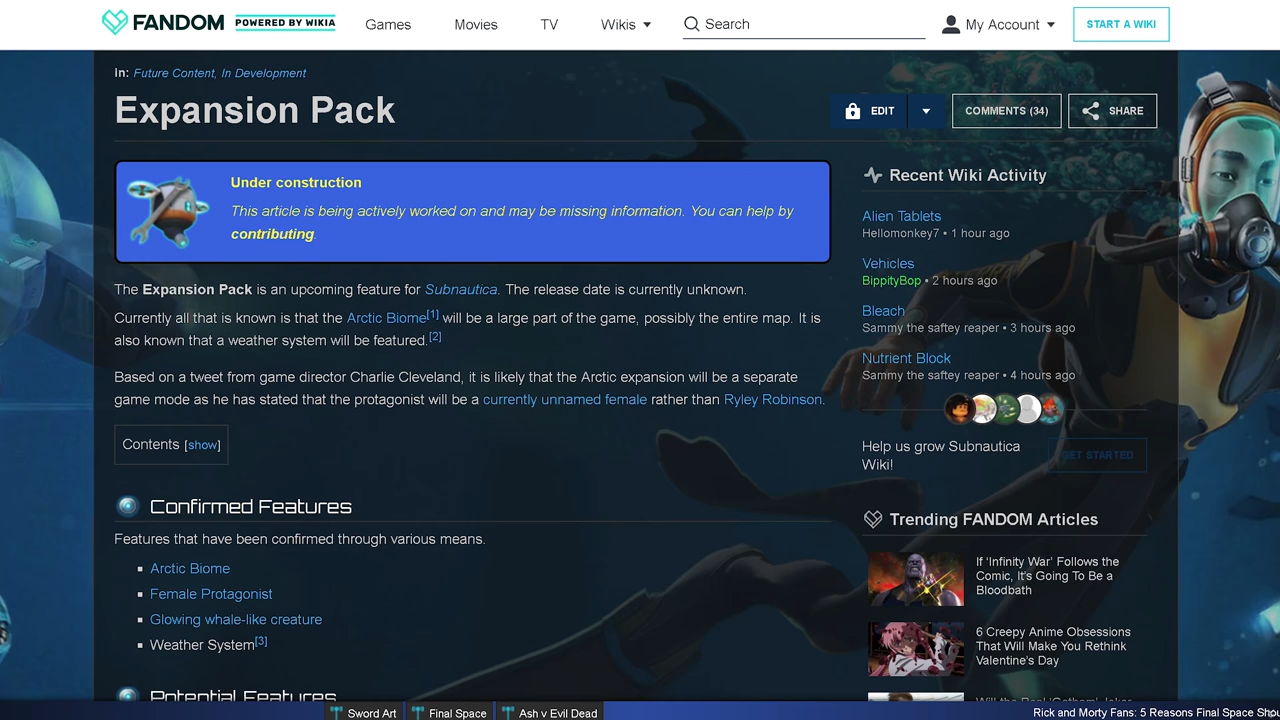 FANDOM POWERED BY WIKIA Games Movies TV Wikis Search My Account START A WIKI
in: Future Content, In Development
Expansion Pack
EDIT COMMENTS (34) SHARE
Under construction
This article is being actively worked on and may be missing information. You can help by
contributing.
The Expansion Pack is an upcoming feature for Subnautica. The release date is currently unknown.
Currently all that is known is that the Arctic Biome[1] will be a large part of the game, possibly the entire map. It is
also known that a weather system will be featured.[2]
Based on a tweet from game director Charlie Cleveland, it is likely that the Arctic expansion will be a separate
game mode as he has stated that the protagonist will be a currently unnamed female rather than Ryley Robinson.
Contents [show]
Confirmed Features
Features that have been confirmed through various means.
Arctic Biome
Female Protagonist
Glowing whale-like creature
Weather System[3]
Potential Features
Recent Wiki Activity
Alien Tablets
Hellomonkey7 • 1 hour ago
Vehicles
BippityBop • 2 hours ago
Bleach
Sammy the saftey reaper • 3 hours ago
Nutrient Block
Sammy the saftey reaper • 4 hours ago
Help us grow Subnautica
Wiki!
GET STARTED
Trending FANDOM Articles
If ‘Infinity War’ Follows the
Comic, It’s Going To Be a
Bloodbath
6 Creepy Anime Obsessions
That Will Make You Rethink
Valentine’s Day
Will the Real ‘Gotham’ Joker
Sword Art Final Space Ash v Evil Dead
Rick and Morty Fans: 5 Reasons Final Space